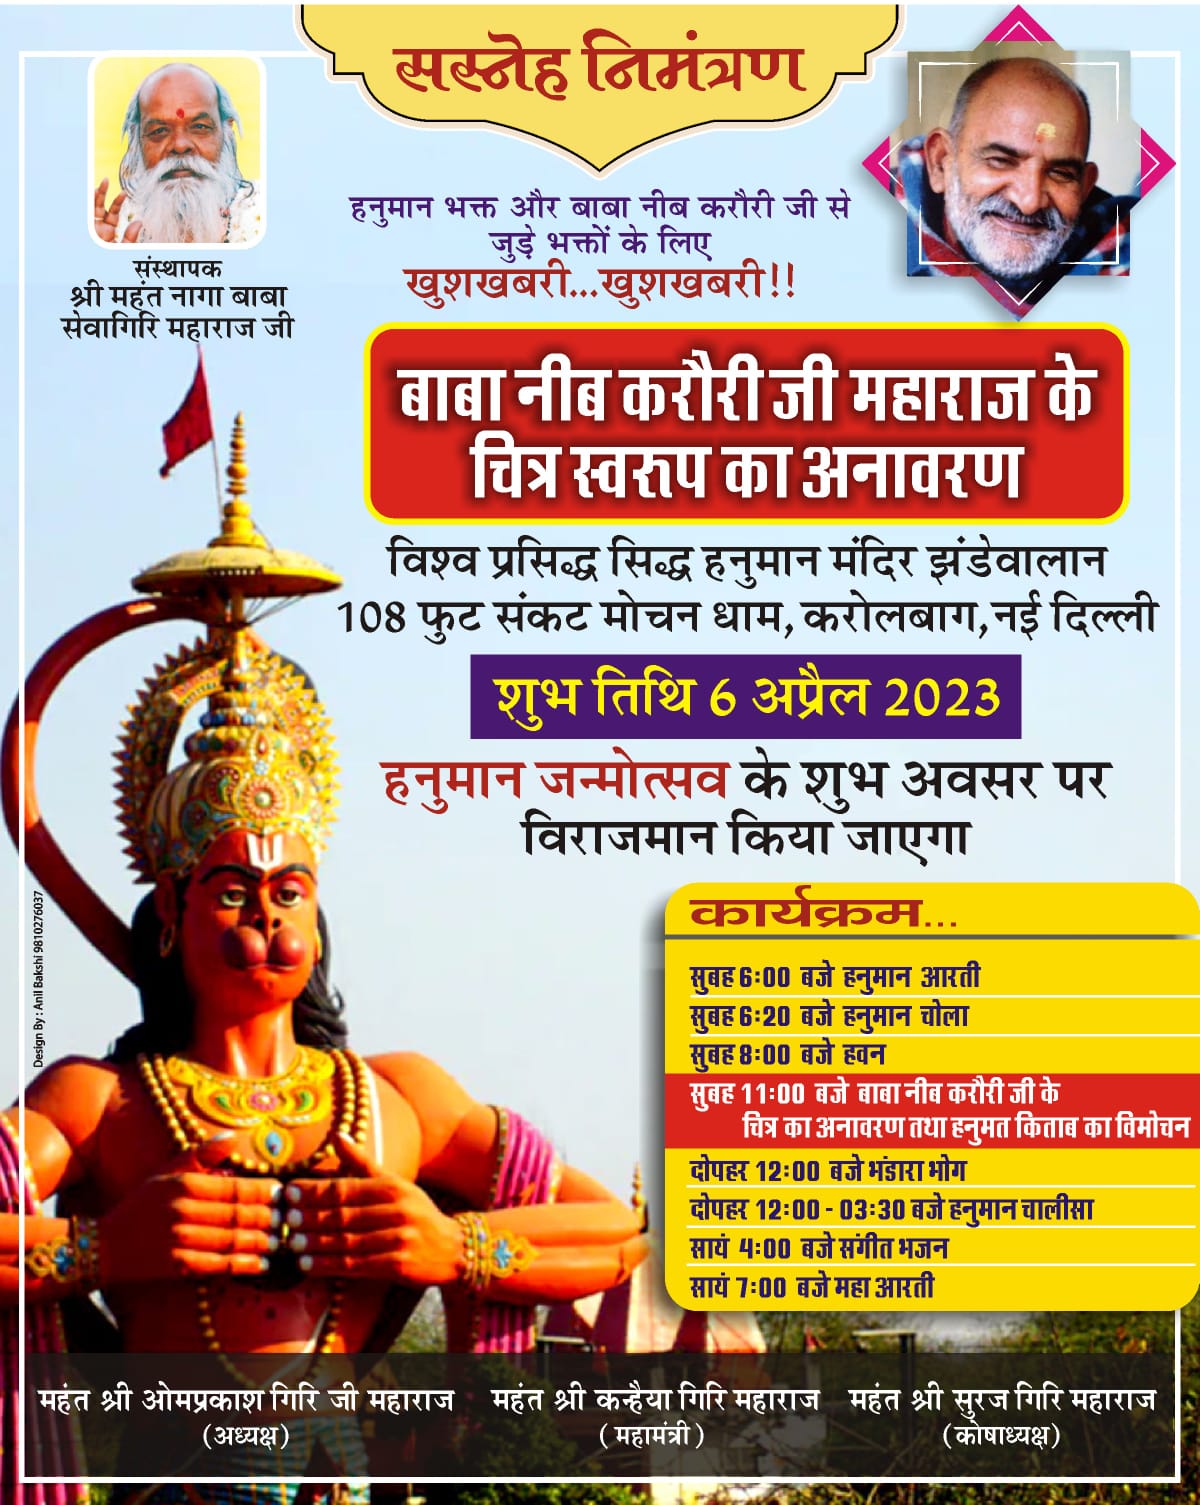 सस्नेह निमंत्रण
संस्थापक
श्री महंत नागा बाबा
सेवागिरि महाराज जी
हनुमान भक्त और बाबा नीब करौरी जी से
जुड़े भक्तों के लिए
खुशखबरी...खुशखबरी!!
बाबा नीब करौरी जी महाराज के
चित्र स्वरुप का अनावरण
विश्व प्रसिद्ध सिद्ध हनुमान मंदिर झंडेवालान
108 फुट संकट मोचन धाम, करोलबाग,नई दिल्ली
शुभ तिथि 6 अप्रैल 2023
हनुमान जन्मोत्सव के शुभ अवसर पर
विराजमान किया जाएगा
कार्यक्रम...
सुबह 6:00 बजे हनुमान आरती
सुबह 6:20 बजे हनुमान चोला
सुबह 8:00 बजे हवन
सुबह 11:00 बजे बाबा नीब करौरी जी के
चित्र का अनावरण तथा हनुमत किताब का विमोचन
दोपहर 12:00 बजे भंडारा भोग
दोपहर 12:00 - 03:30 बजे हनुमान चालीसा
सायं 4:00 बजे संगीत भजन
सायं 7:00 बजे महा आरती
Design By : Anil Bakshi 9810276037
महंत श्री ओमप्रकाश गिरि जी महाराज
(अध्यक्ष)
महंत श्री कन्हैया गिरि महाराज
( महामंत्री )
महंत श्री सुरज गिरि महाराज
(कोषाध्यक्ष)